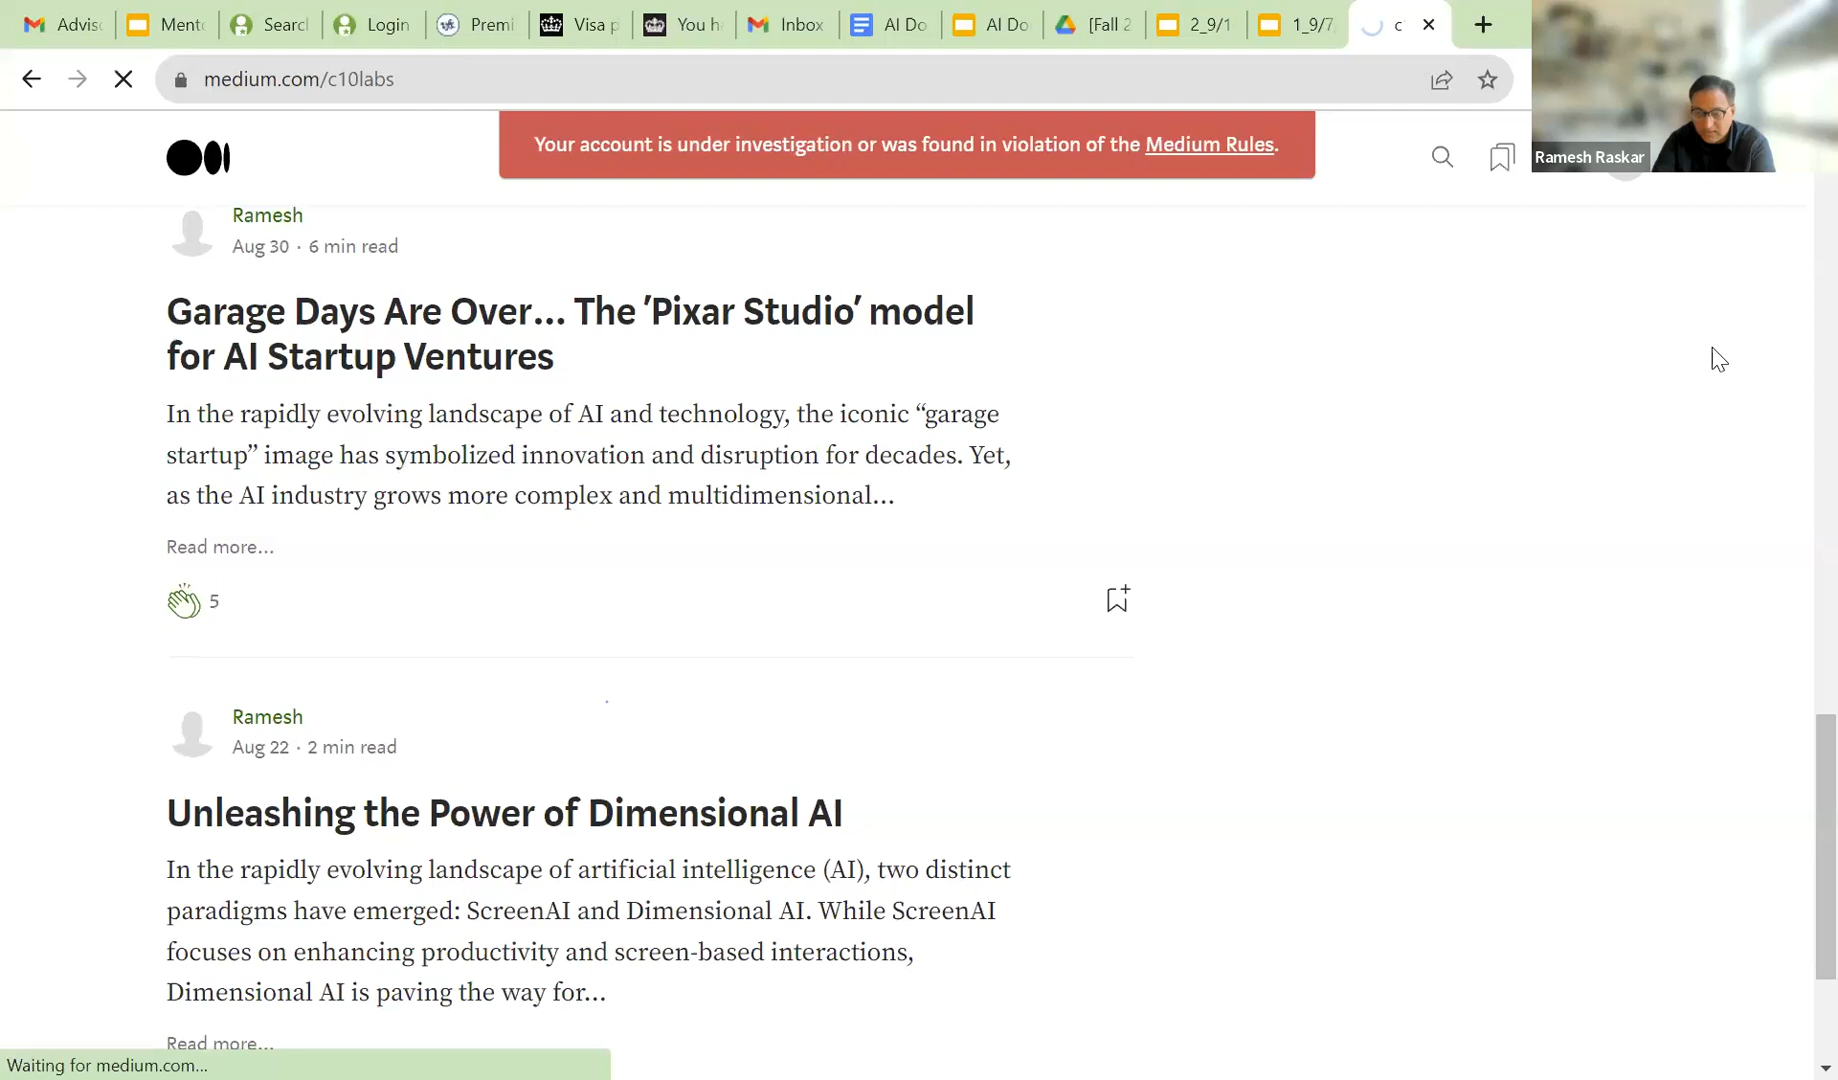 Advis
Mento
Searc
Login
Premi
Visa p
You h
Inbox
AI Do
AI Do
[Fall 2
2_9/1
1_9/7,
c
medium.com/c10labs
Your account is under investigation or was found in violation of the Medium Rules.
Ramesh Raskar
Ramesh
Aug 30 · 6 min read
Garage Days Are Over… The ‘Pixar Studio’ model
for AI Startup Ventures
In the rapidly evolving landscape of AI and technology, the iconic “garage
startup” image has symbolized innovation and disruption for decades. Yet,
as the AI industry grows more complex and multidimensional…
Read more…
5
Ramesh
Aug 22 · 2 min read
Unleashing the Power of Dimensional AI
In the rapidly evolving landscape of artificial intelligence (AI), two distinct
paradigms have emerged: ScreenAI and Dimensional AI. While ScreenAI
focuses on enhancing productivity and screen-based interactions,
Dimensional AI is paving the way for…
Read more…
Waiting for medium.com...